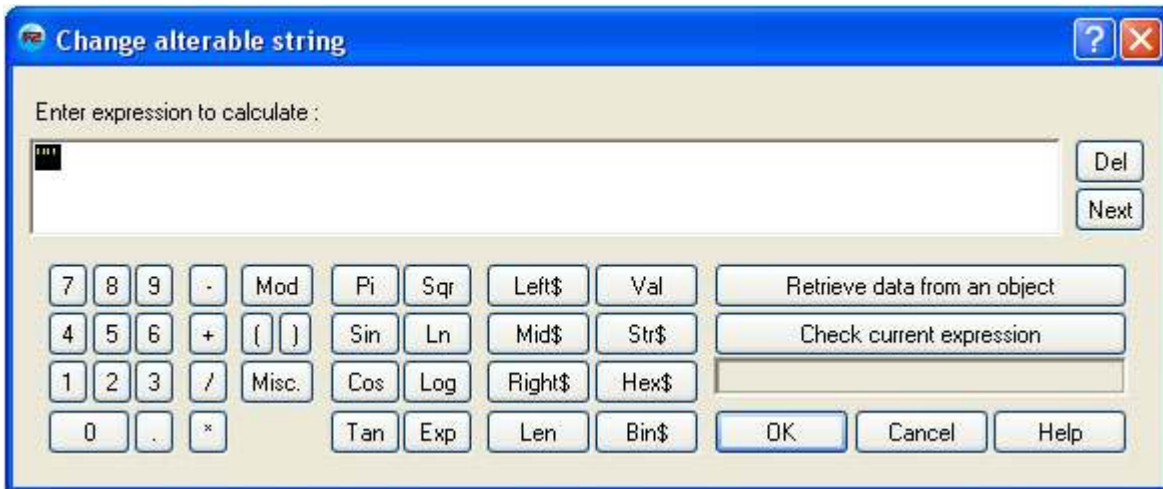 Change alterable string ?
Enter expression to calculate :
""
Del
Next
7 8 9 - Mod Pi Sqr Left$ Val Retrieve data from an object
4 5 6 + ( ) Sin Ln Mid$ Str$ Check current expression
1 2 3 / Misc. Cos Log Right$ Hex$
0 . * Tan Exp Len Bin$ OK Cancel Help